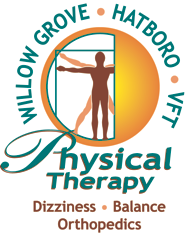 WILLOW GROVE • HATBORO • VFT
Physical
Therapy
Dizziness • Balance
Orthopedics